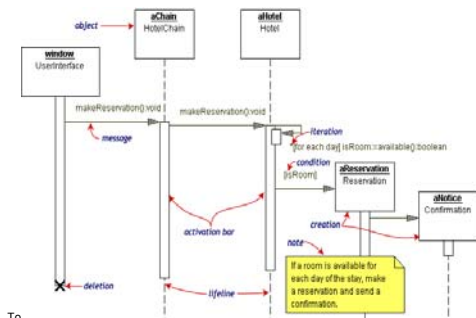 object
aChain
HotelChain
aHotel
Hotel
window
UserInterface
makeReservation():void
makeReservation():void
message
iteration
[for each day] isRoom:=available():boolean
condition
[isRoom]
aReservation
Reservation
aNotice
Confirmation
activation bar
creation
note
If a room is available for
each day of the stay, make
a reservation and send a
confirmation.
deletion
lifeline
To